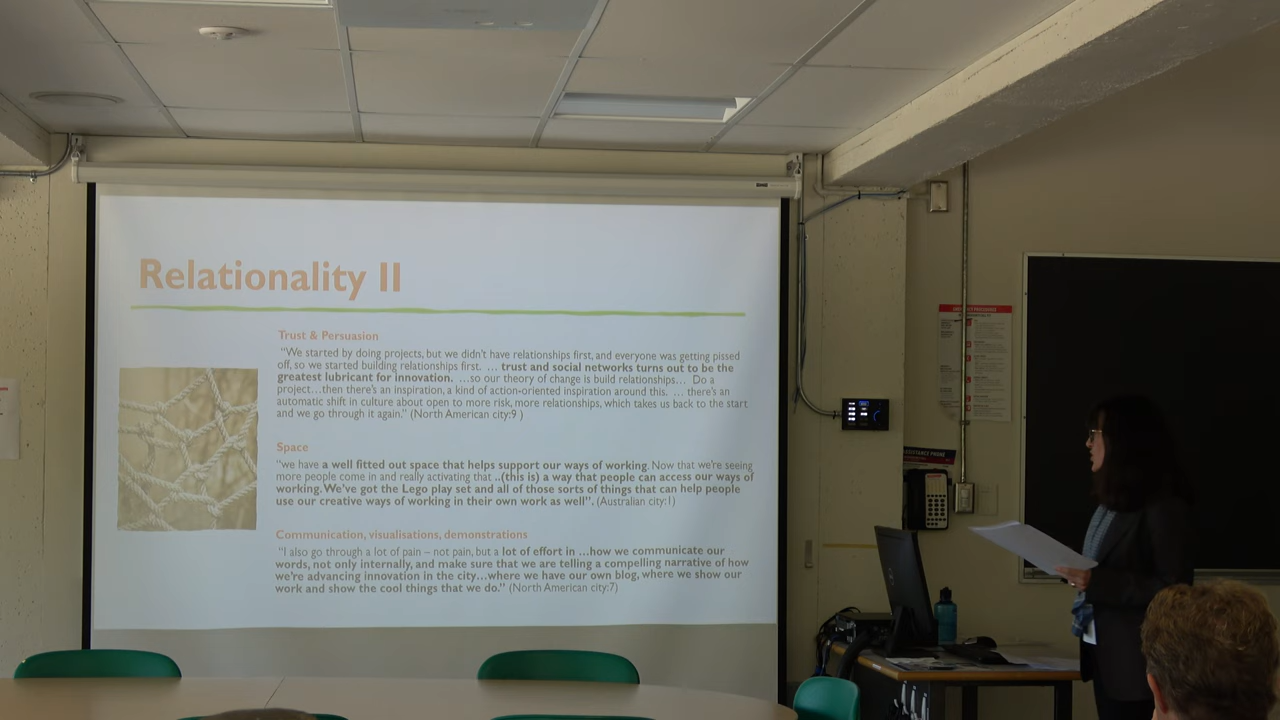 Relationality II
Trust & Persuasion
"We started by doing projects, but we didn't have relationships first, and everyone was getting pissed
off, so we started building relationships first. … trust and social networks turns out to be the
greatest lubricant for innovation. …so our theory of change is build relationships… Do a
project…then there's an inspiration, a kind of action-oriented inspiration around this. … there's an
automatic shift in culture about open to more risk, more relationships, which takes us back to the start
and we go through it again." (North American city:9 )
Space
"we have a well fitted out space that helps support our ways of working. Now that we're seeing
more people come in and really activating that ..(this is) a way that people can access our ways of
working. We've got the Lego play set and all of those sorts of things that can help people
use our creative ways of working in their own work as well". (Australian city:1)
Communication, visualisations, demonstrations
"I also go through a lot of pain – not pain, but a lot of effort in …how we communicate our
words, not only internally, and make sure that we are telling a compelling narrative of how
we're advancing innovation in the city…where we have our own blog, where we show our
work and show the cool things that we do." (North American city:7)
ASSISTANCE PHONE